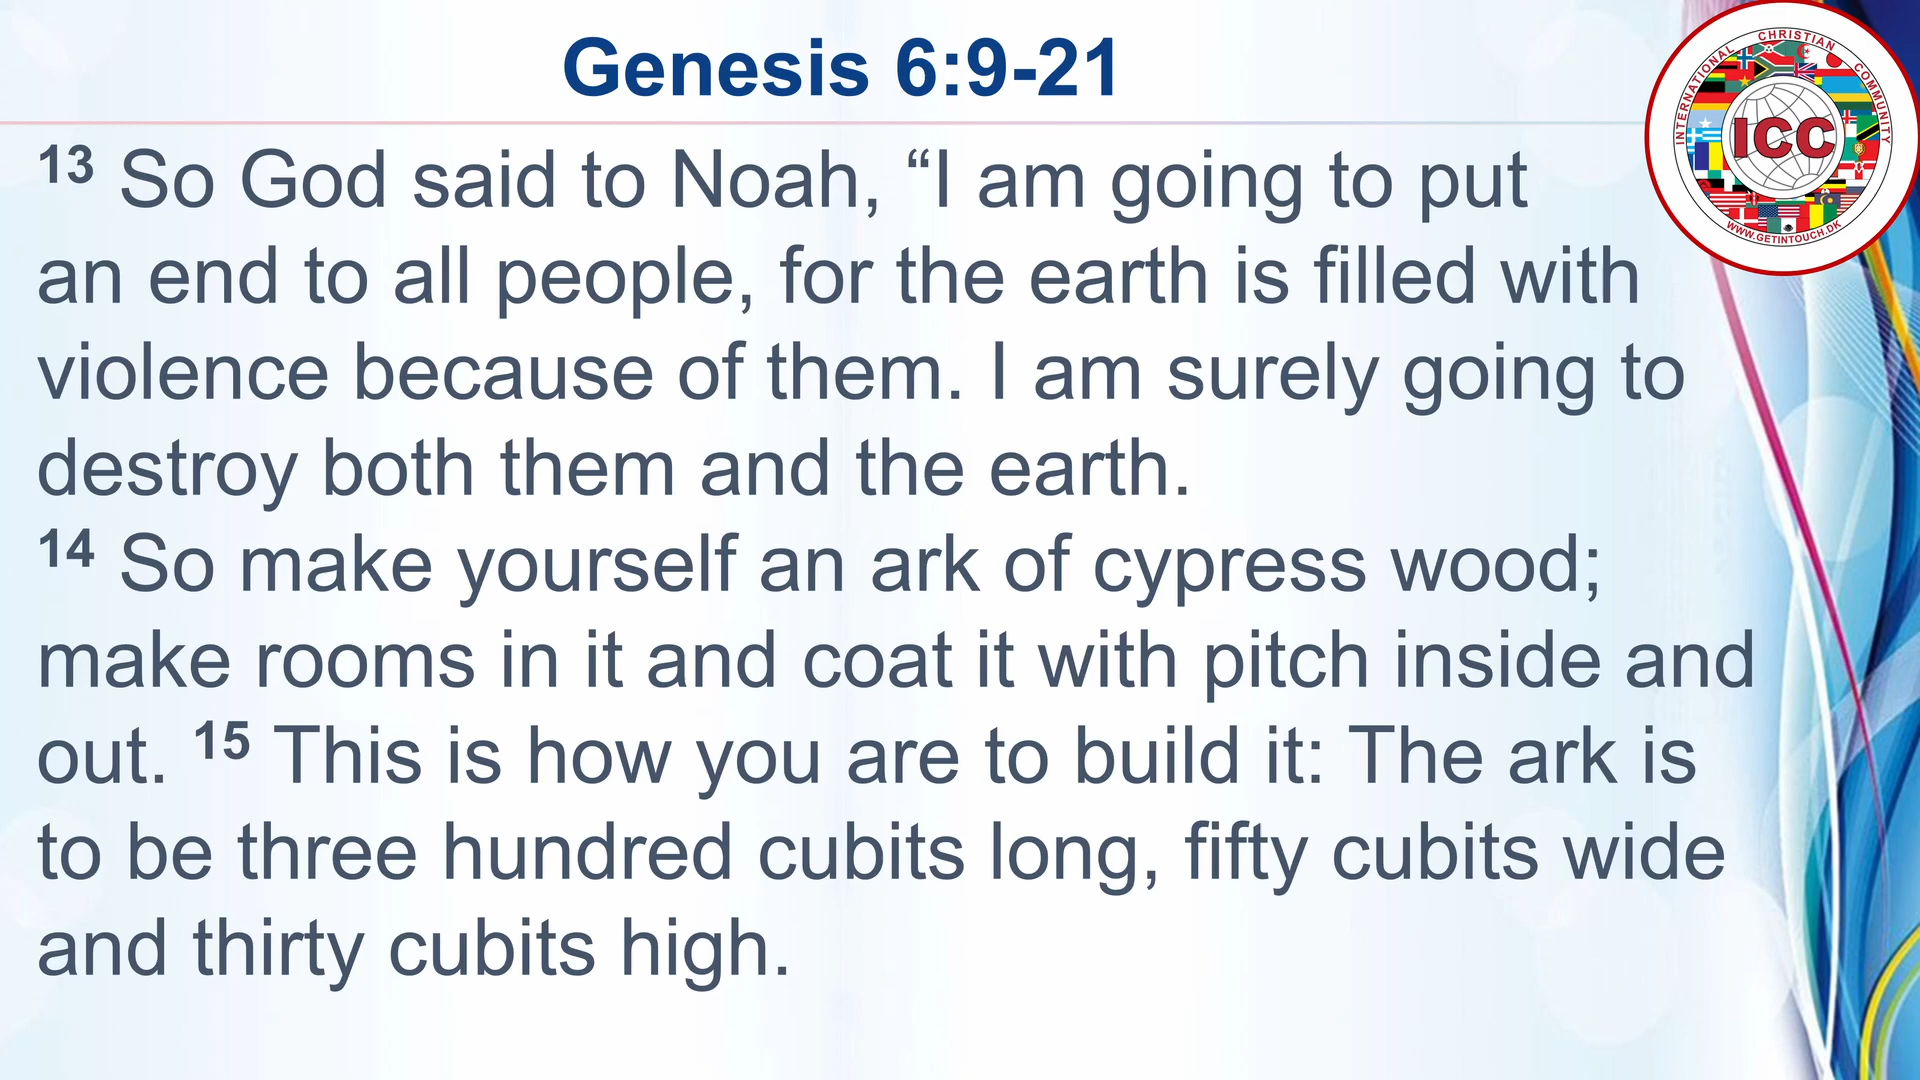 Genesis 6:9-21
INTERNATIONAL CHRISTIAN COMMUNITY
ICC
WWW.GETINTOUCH.DK
13 So God said to Noah, “I am going to put
an end to all people, for the earth is filled with
violence because of them. I am surely going to
destroy both them and the earth.
14 So make yourself an ark of cypress wood;
make rooms in it and coat it with pitch inside and
out. 15 This is how you are to build it: The ark is
to be three hundred cubits long, fifty cubits wide
and thirty cubits high.